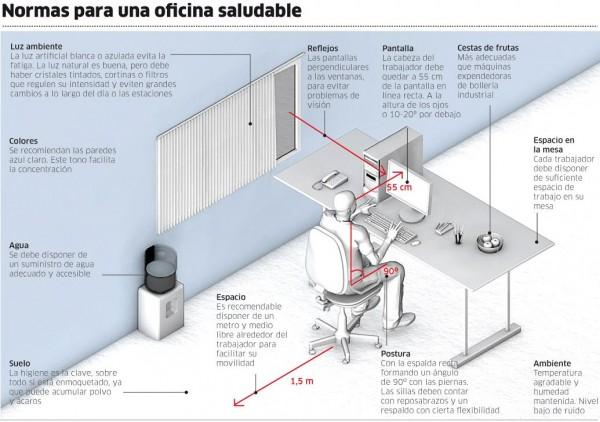 Normas para una oficina saludable
Luz ambiente
La luz artificial blanca o azulada evita la
fatiga. La luz natural es buena, pero debe
haber cristales tintados, cortinas o filtros
que regulen su intensidad y eviten grandes
cambios a lo largo del día o las estaciones
Reflejos
Las pantallas
perpendiculares
a las ventanas,
para evitar
problemas de
visión
Pantalla
La cabeza del
trabajador debe
quedar a 55 cm
de la pantalla en
línea recta. A la
altura de los ojos
o 10-20º por debajo
Cestas de frutas
Más adecuadas
que máquinas
expendedoras
de bollería
industrial
Colores
Se recomiendan las paredes
azul claro. Este tono facilita
la concentración
Espacio en
la mesa
Cada trabajador
debe disponer
de suficiente
espacio de
trabajo en su
mesa
55 cm
Agua
Se debe disponer de
un suministro de agua
adecuado y accesible
90º
Espacio
Es recomendable
disponer de un
metro y medio
libre alrededor del
trabajador para
facilitar su
movilidad
1,5 m
Suelo
La higiene es la clave, sobre
todo si está enmoquetado, ya
que puede acumular polvo
y ácaros
Postura
Con la espalda recta
formando un ángulo
de 90º con las piernas.
Las sillas deben contar
con reposabrazos y un
respaldo con cierta flexibilidad
Ambiente
Temperatura
agradable y
humedad
mantenida. Nivel
bajo de ruido